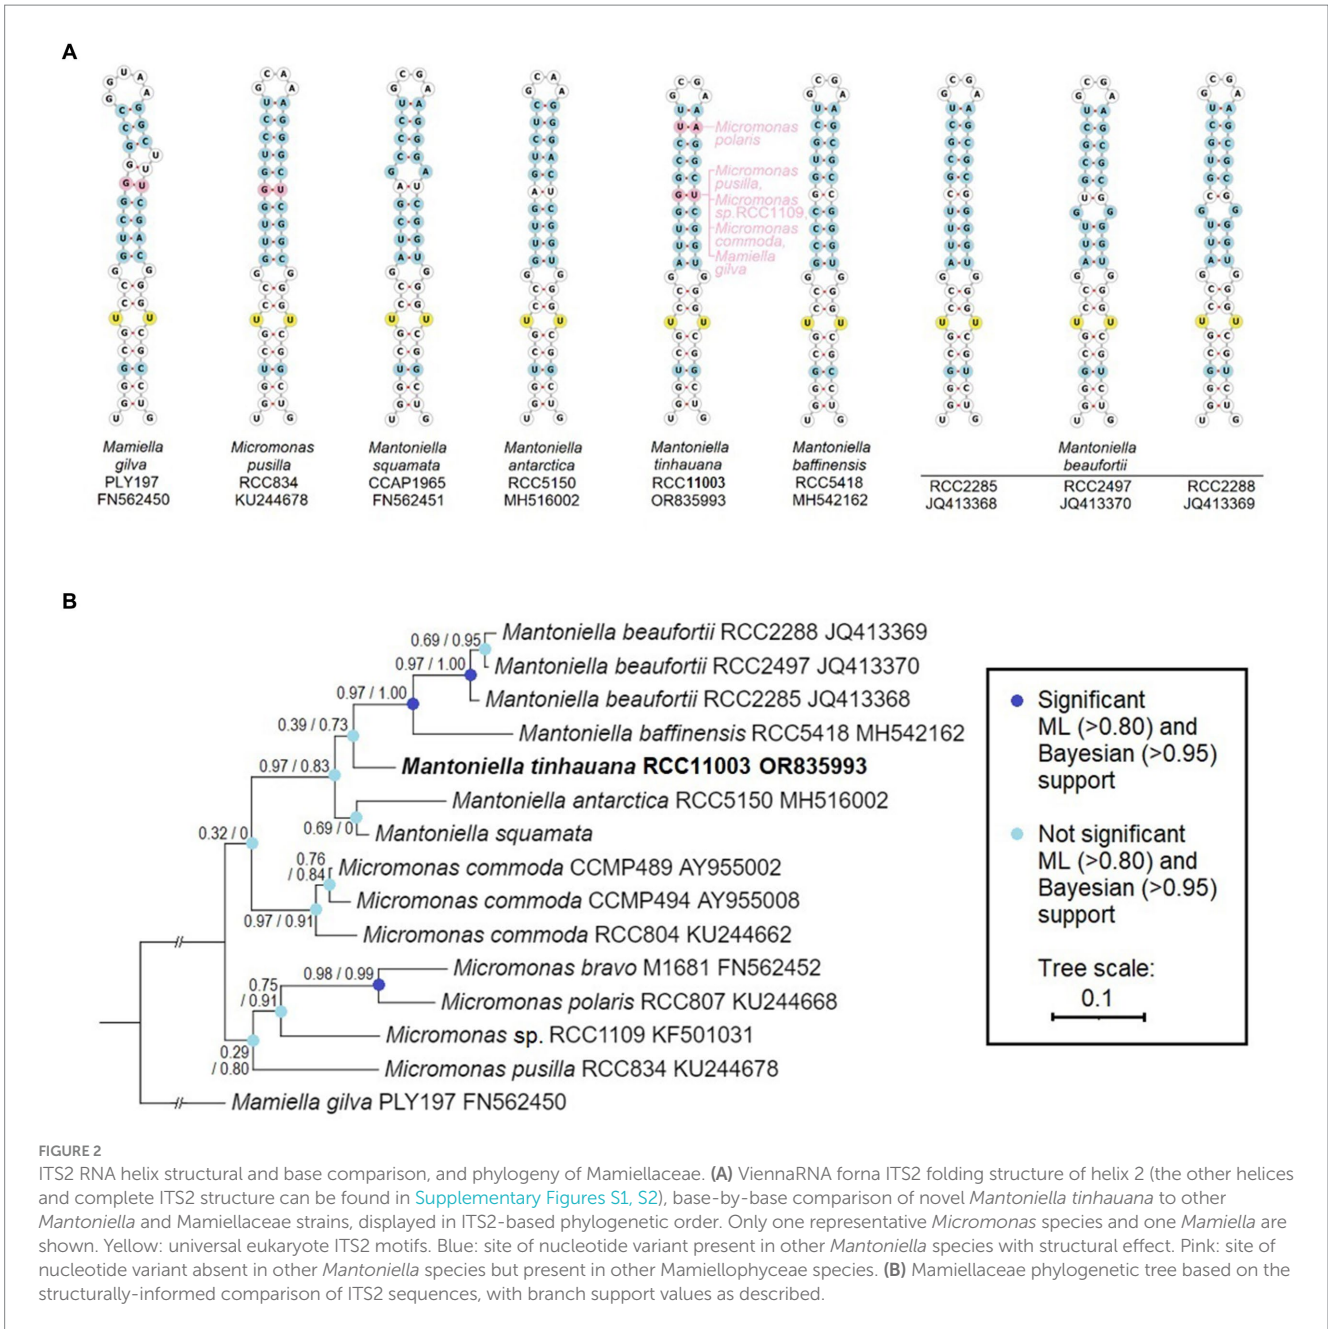 A
Micromonas
polaris
Micromonas
pusilla,
Micromonas
sp.RCC1109,
Micromonas
commoda,
Mamiella
gilva
Mamiella
gilva
PLY197
FN562450
Micromonas
pusilla
RCC834
KU244678
Mantoniella
squamata
CCAP1965
FN562451
Mantoniella
antarctica
RCC5150
MH516002
Mantoniella
tinhauana
RCC11003
OR835993
Mantoniella
baffinensis
RCC5418
MH542162
Mantoniella
beaufortii
RCC2285
JQ413368
RCC2497
JQ413370
RCC2288
JQ413369
B
0.69 / 0.95
Mantoniella beaufortii RCC2288 JQ413369
0.97 / 1.00
Mantoniella beaufortii RCC2497 JQ413370
0.97 / 1.00
Mantoniella beaufortii RCC2285 JQ413368
0.39 / 0.73
Mantoniella baffinensis RCC5418 MH542162
0.97 / 0.83
Mantoniella tinhauana RCC11003 OR835993
Mantoniella antarctica RCC5150 MH516002
0.69 / 0
Mantoniella squamata
0.32 / 0
0.76
/ 0.84
Micromonas commoda CCMP489 AY955002
Micromonas commoda CCMP494 AY955008
0.97 / 0.91
Micromonas commoda RCC804 KU244662
0.98 / 0.99
Micromonas bravo M1681 FN562452
0.75
/ 0.91
Micromonas polaris RCC807 KU244668
Micromonas sp. RCC1109 KF501031
0.29
/ 0.80
Micromonas pusilla RCC834 KU244678
Mamiella gilva PLY197 FN562450
Significant
ML (>0.80) and
Bayesian (>0.95)
support
Not significant
ML (>0.80) and
Bayesian (>0.95)
support
Tree scale:
0.1
FIGURE 2
ITS2 RNA helix structural and base comparison, and phylogeny of Mamiellaceae. (A) ViennaRNA forna ITS2 folding structure of helix 2 (the other helices
and complete ITS2 structure can be found in Supplementary Figures S1, S2), base-by-base comparison of novel Mantoniella tinhauana to other
Mantoniella and Mamiellaceae strains, displayed in ITS2-based phylogenetic order. Only one representative Micromonas species and one Mamiella are
shown. Yellow: universal eukaryote ITS2 motifs. Blue: site of nucleotide variant present in other Mantoniella species with structural effect. Pink: site of
nucleotide variant absent in other Mantoniella species but present in other Mamiellophyceae species. (B) Mamiellaceae phylogenetic tree based on the
structurally-informed comparison of ITS2 sequences, with branch support values as described.